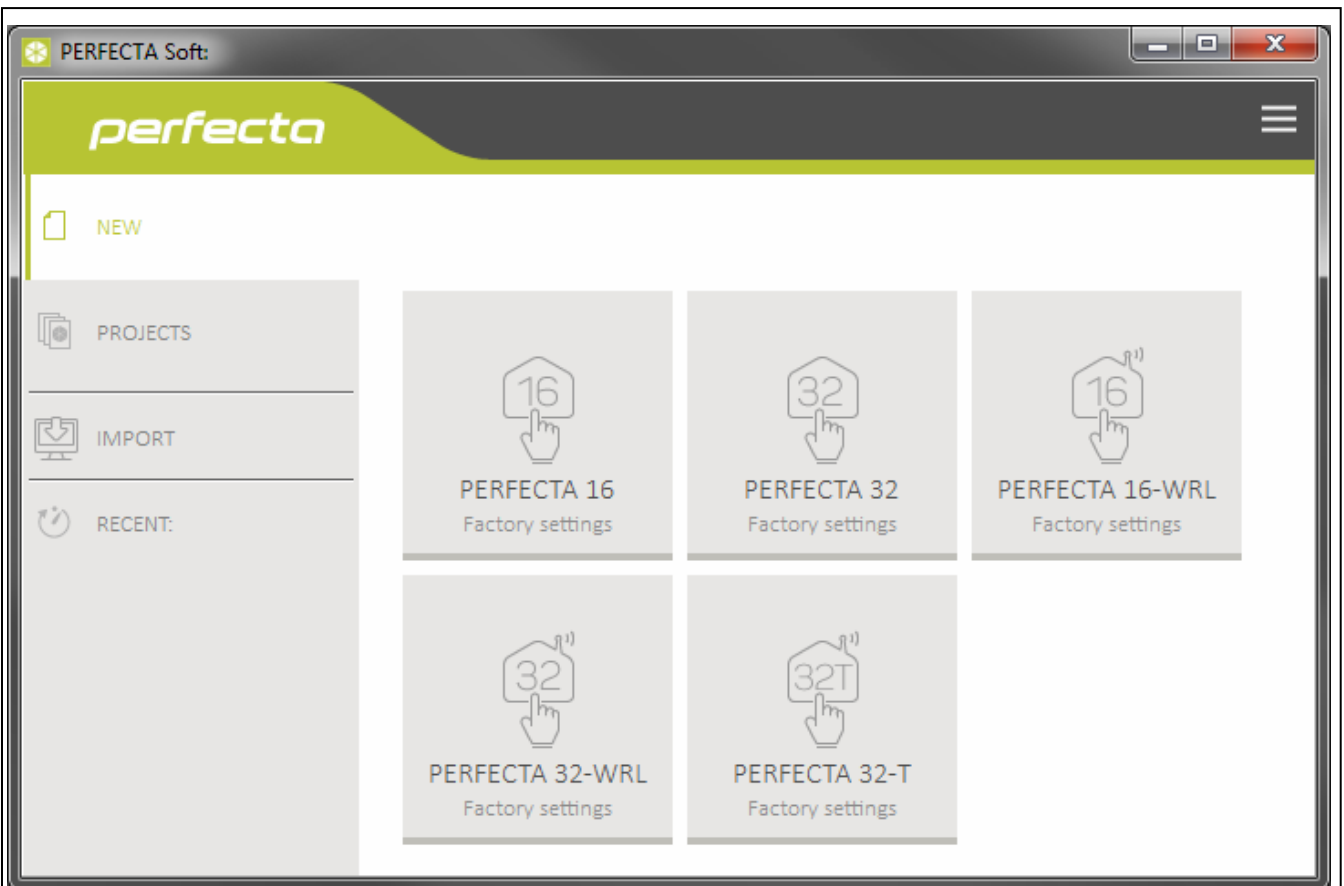 PERFECTA Soft:
perfecta
NEW
PROJECTS
IMPORT
RECENT:
16
PERFECTA 16
Factory settings
32
PERFECTA 32
Factory settings
16
PERFECTA 16-WRL
Factory settings
32
PERFECTA 32-WRL
Factory settings
32T
PERFECTA 32-T
Factory settings